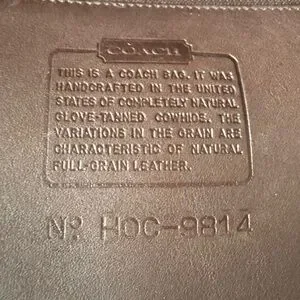 COACH
THIS IS A COACH BAG. IT WAS
HANDCRAFTED IN THE UNITED
STATES OF COMPLETELY NATURAL
GLOVE-TANNED COWHIDE. THE
VARIATIONS IN THE GRAIN ARE
CHARACTERISTIC OF NATURAL
FULL-GRAIN LEATHER.
Nº HOC-9814